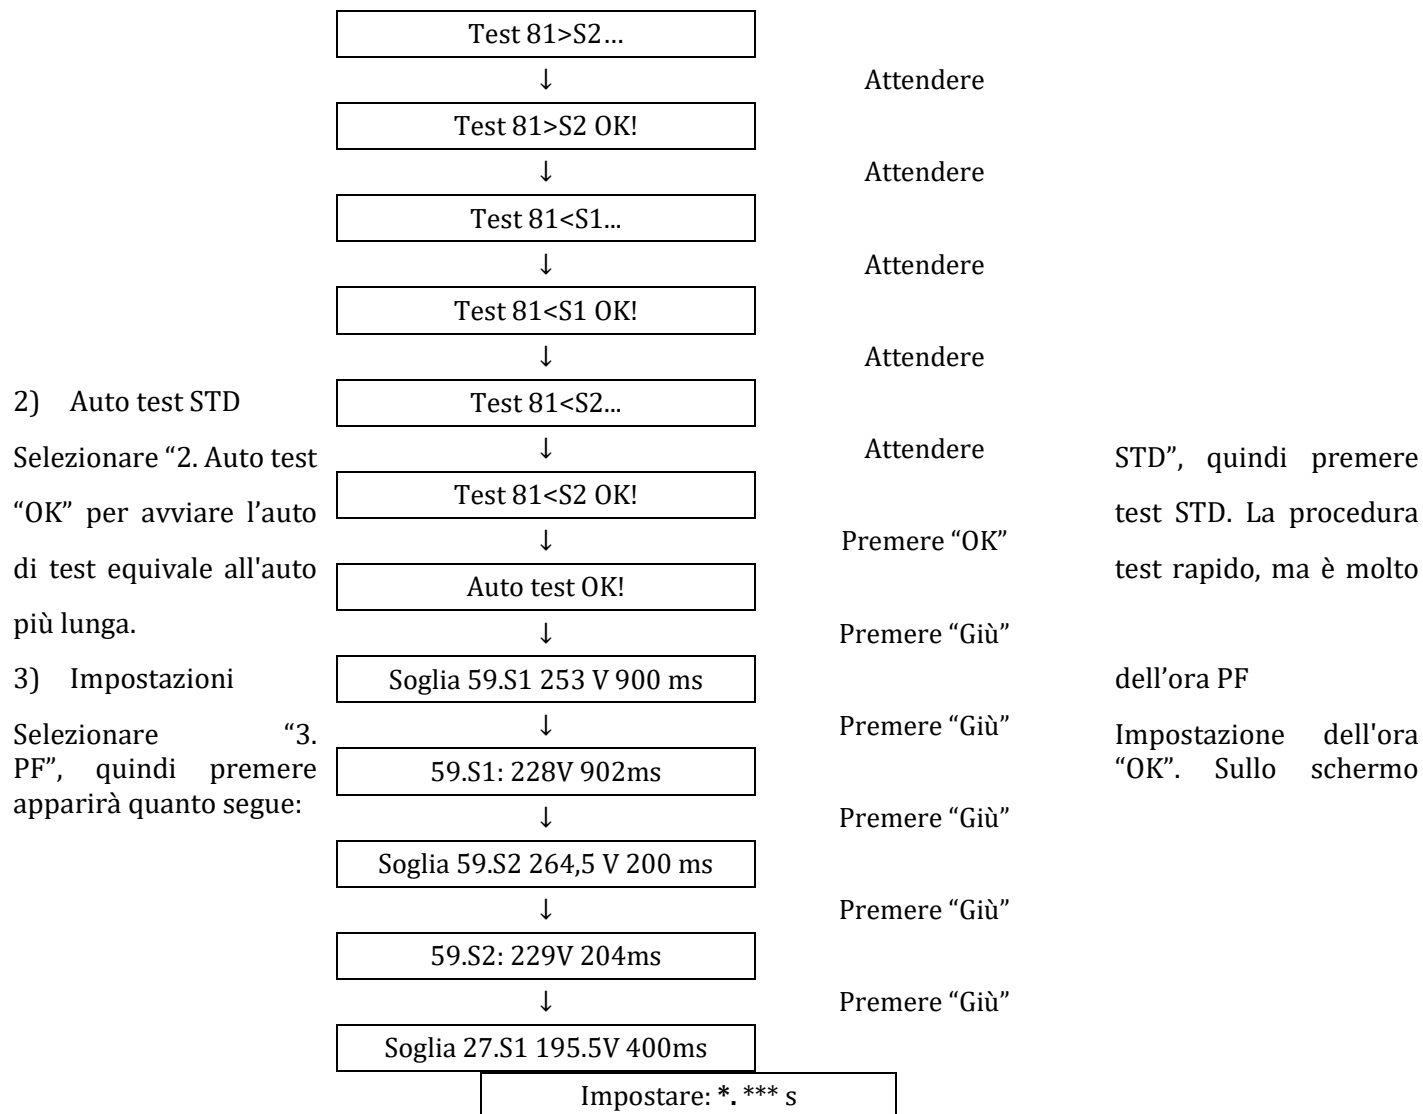 Test 81>S2...
↓ Attendere
Test 81>S2 OK!
↓ Attendere
Test 81<S1...
↓ Attendere
Test 81<S1 OK!
↓ Attendere
Test 81<S2...
↓ Attendere
Test 81<S2 OK!
↓ Premere “OK”
Auto test OK!
↓ Premere “Giù”
Soglia 59.S1 253 V 900 ms
↓ Premere “Giù”
59.S1: 228V 902ms
↓ Premere “Giù”
Soglia 59.S2 264,5 V 200 ms
↓ Premere “Giù”
59.S2: 229V 204ms
↓ Premere “Giù”
Soglia 27.S1 195.5V 400ms
2) Auto test STD
Selezionare “2. Auto test STD”, quindi premere
“OK” per avviare l’auto test STD. La procedura
di test equivale all'auto test rapido, ma è molto
più lunga.
3) Impostazioni dell’ora PF
Selezionare “3. Impostazione dell'ora
PF”, quindi premere “OK”. Sullo schermo
apparirà quanto segue:
Impostare: *. *** s